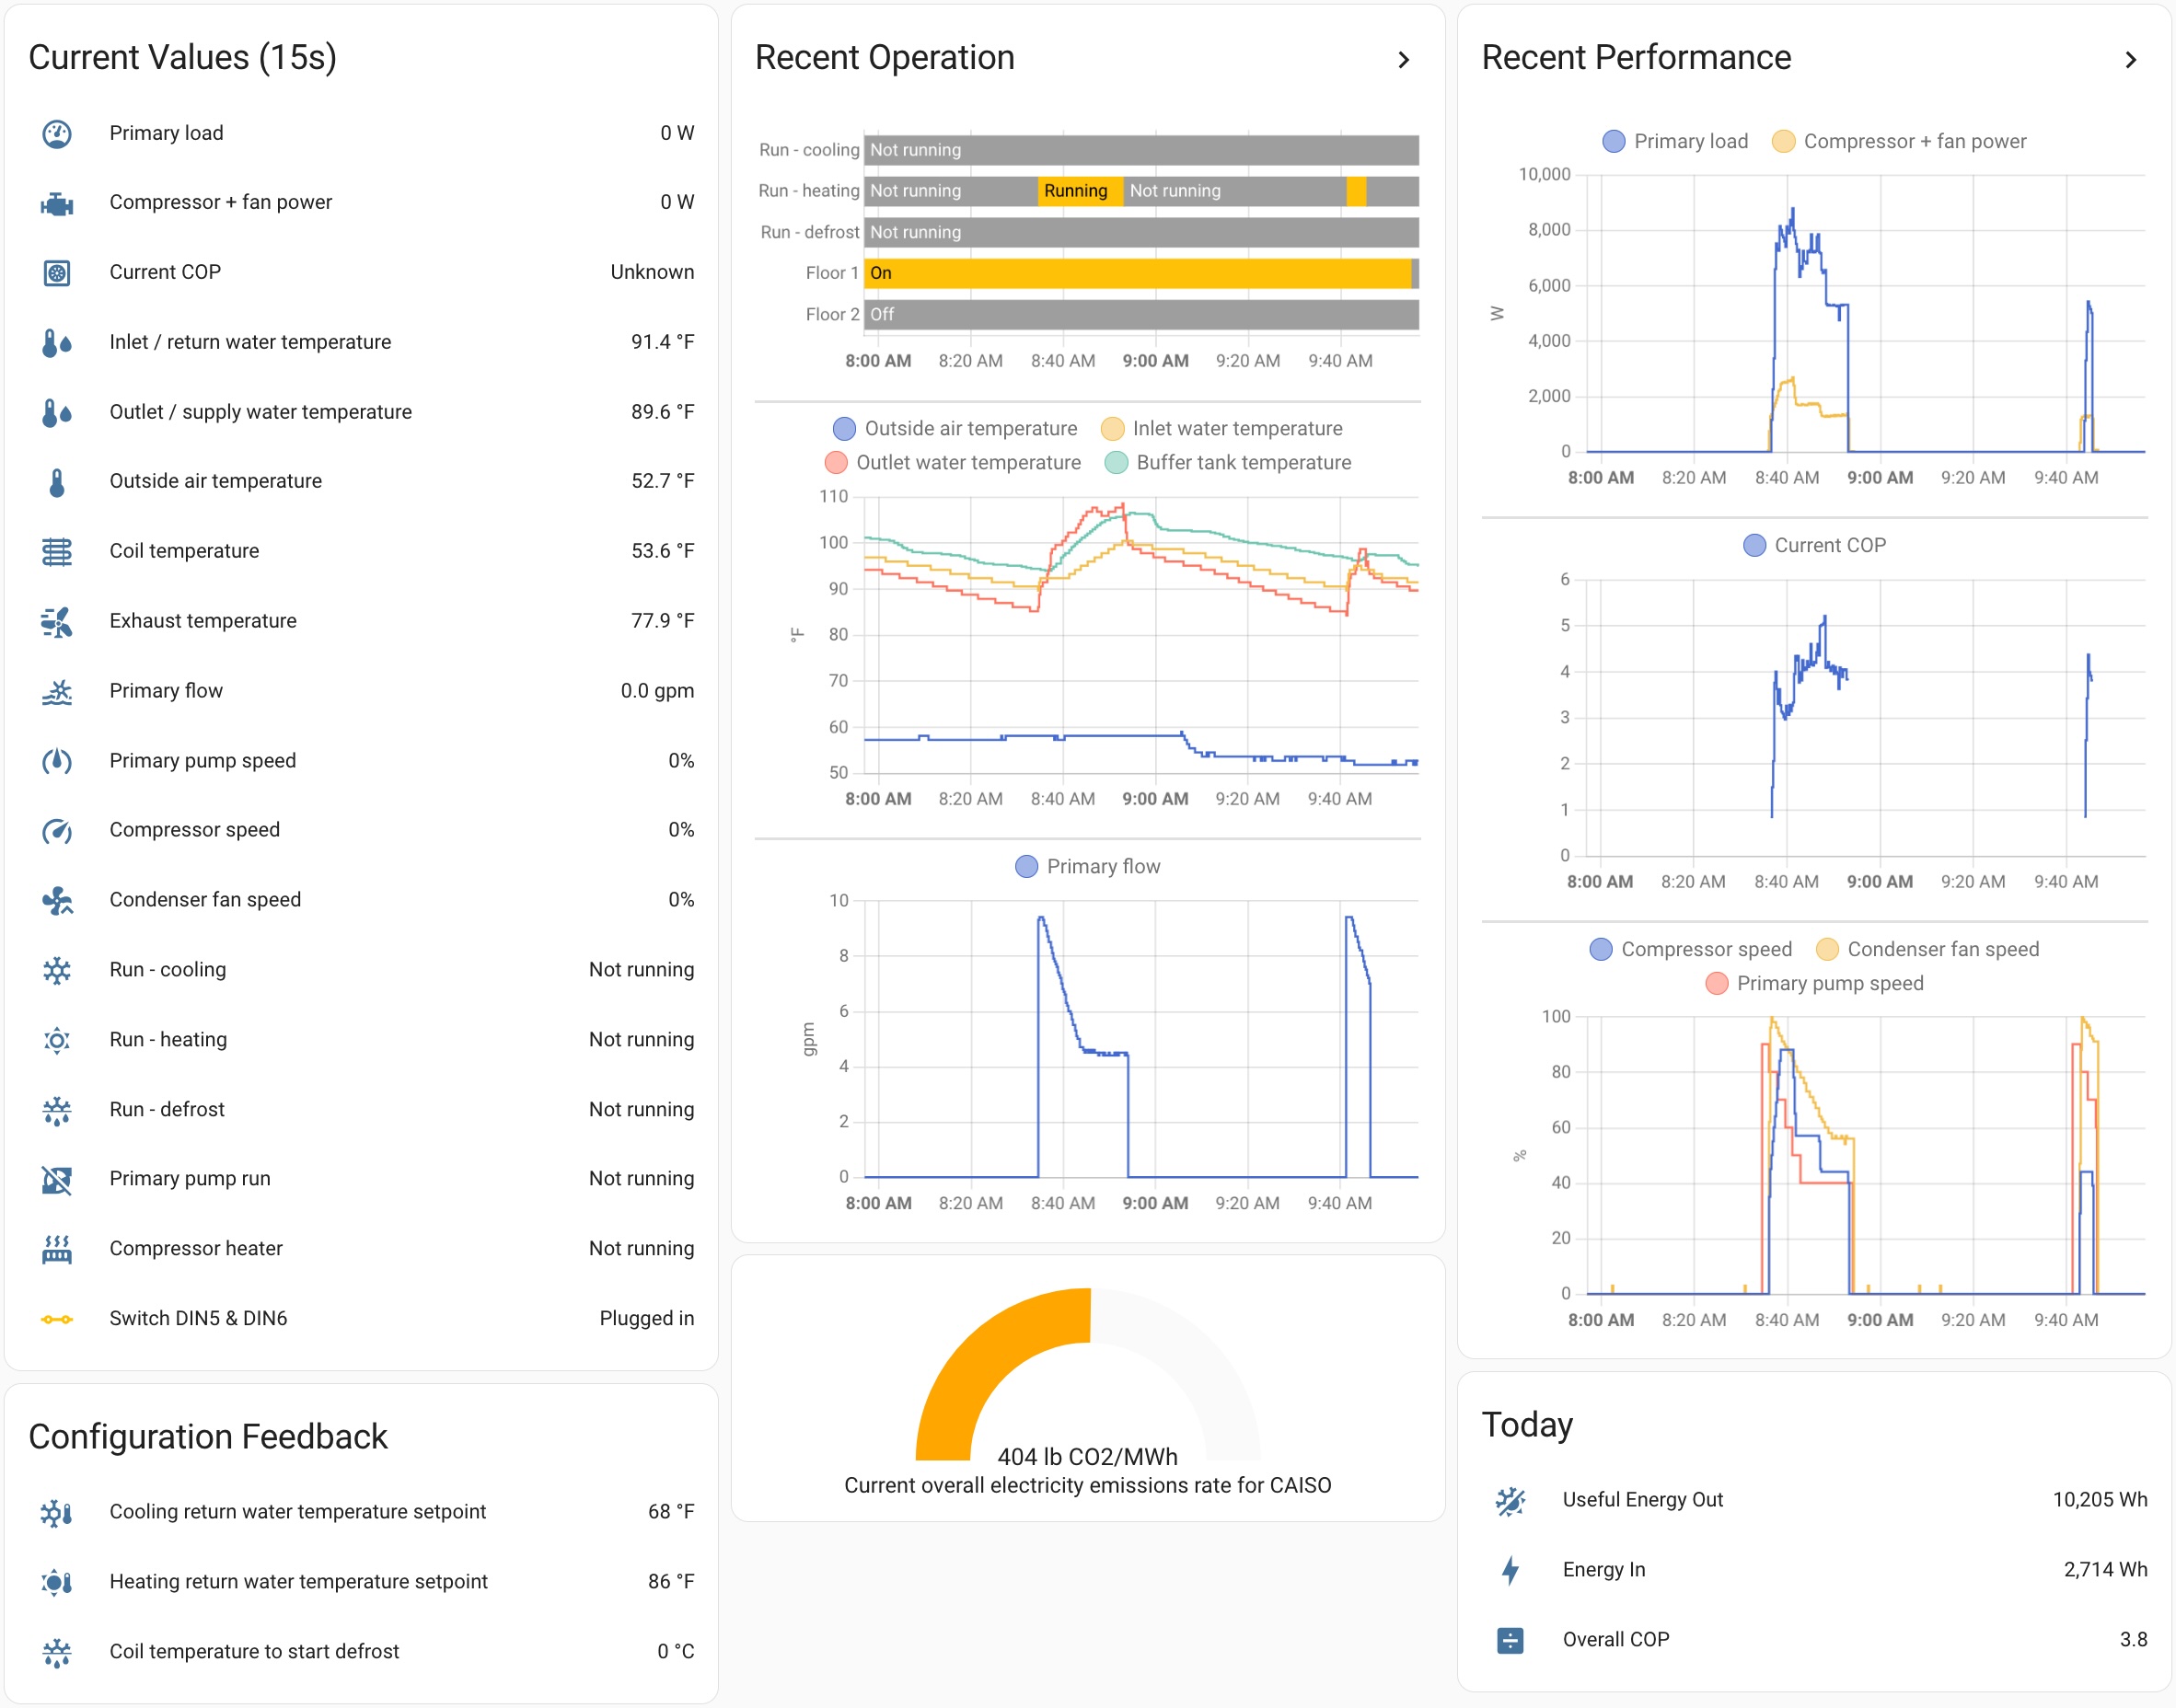 Current Values (15s)
Primary load 0 W
Compressor + fan power 0 W
Current COP Unknown
Inlet / return water temperature 91.4 °F
Outlet / supply water temperature 89.6 °F
Outside air temperature 52.7 °F
Coil temperature 53.6 °F
Exhaust temperature 77.9 °F
Primary flow 0.0 gpm
Primary pump speed 0%
Compressor speed 0%
Condenser fan speed 0%
Run - cooling Not running
Run - heating Not running
Run - defrost Not running
Primary pump run Not running
Compressor heater Not running
Switch DIN5 & DIN6 Plugged in
Configuration Feedback
Cooling return water temperature setpoint 68 °F
Heating return water temperature setpoint 86 °F
Coil temperature to start defrost 0 °C
Recent Operation
Run - cooling Not running
Run - heating Not running Running Not running
Run - defrost Not running
Floor 1 On
Floor 2 Off
8:00 AM 8:20 AM 8:40 AM 9:00 AM 9:20 AM 9:40 AM
Outside air temperature Inlet water temperature
Outlet water temperature Buffer tank temperature
110
100
90
80
°F
70
60
50
8:00 AM 8:20 AM 8:40 AM 9:00 AM 9:20 AM 9:40 AM
Primary flow
10
8
6
gpm
4
2
0
8:00 AM 8:20 AM 8:40 AM 9:00 AM 9:20 AM 9:40 AM
404 lb CO2/MWh
Current overall electricity emissions rate for CAISO
Recent Performance
Primary load Compressor + fan power
10,000
8,000
6,000
W
4,000
2,000
0
8:00 AM 8:20 AM 8:40 AM 9:00 AM 9:20 AM 9:40 AM
Current COP
6
5
4
3
2
1
0
8:00 AM 8:20 AM 8:40 AM 9:00 AM 9:20 AM 9:40 AM
Compressor speed Condenser fan speed
Primary pump speed
100
80
60
%
40
20
0
8:00 AM 8:20 AM 8:40 AM 9:00 AM 9:20 AM 9:40 AM
Today
Useful Energy Out 10,205 Wh
Energy In 2,714 Wh
Overall COP 3.8